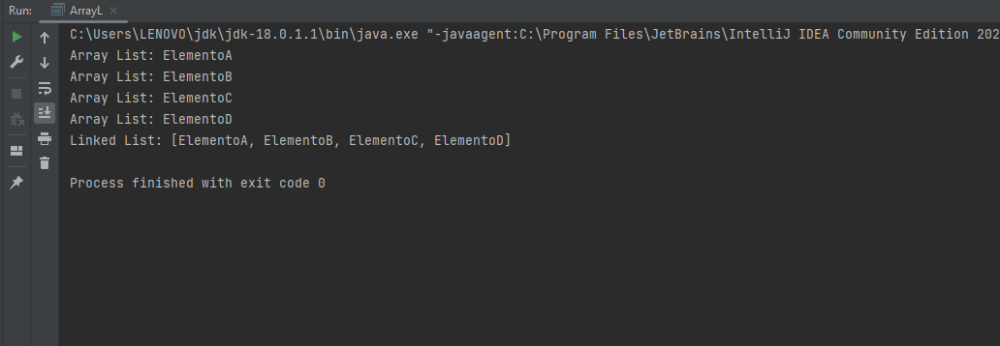 Run: ArrayL
C:\Users\LENOVO\jdk\jdk-18.0.1.1\bin\java.exe "-javaagent:C:\Program Files\JetBrains\IntelliJ IDEA Community Edition 202
Array List: ElementoA
Array List: ElementoB
Array List: ElementoC
Array List: ElementoD
Linked List: [ElementoA, ElementoB, ElementoC, ElementoD]
Process finished with exit code 0